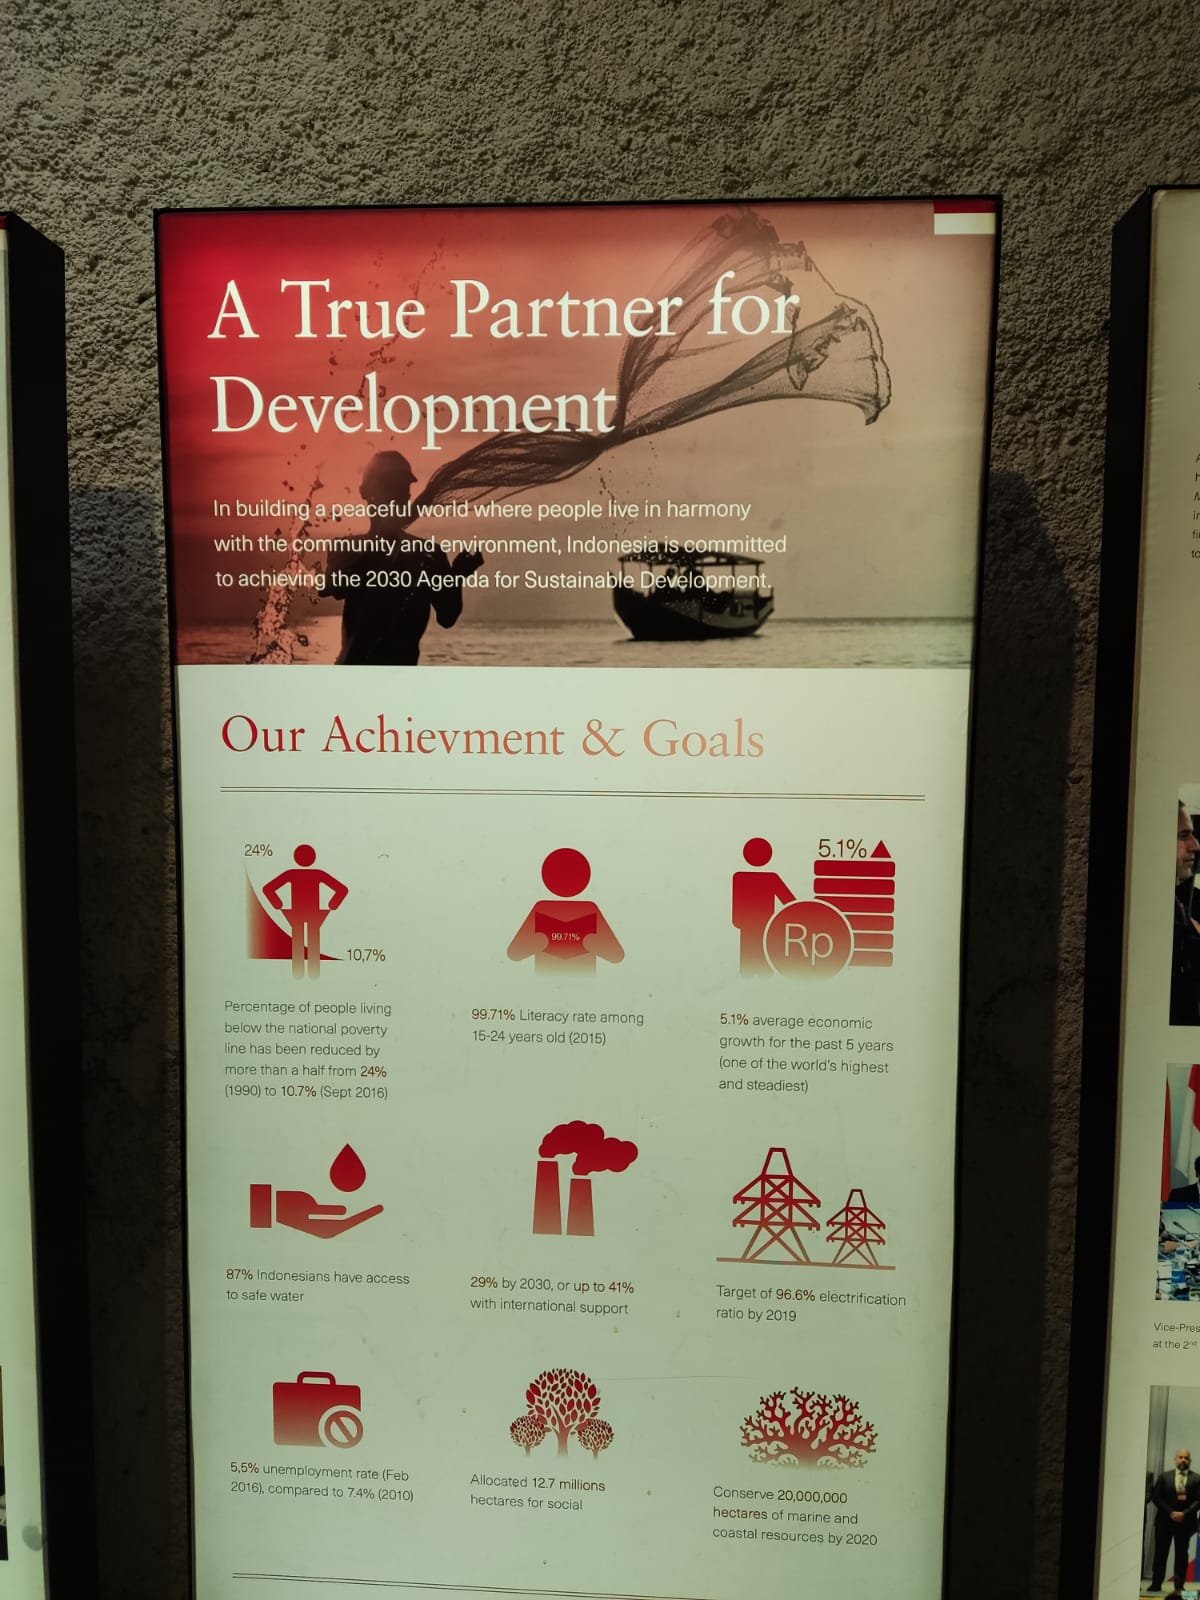 A True Partner for
Development
In building a peaceful world where people live in harmony
with the community and environment, Indonesia is committed
to achieving the 2030 Agenda for Sustainable Development.
Our Achievment & Goals
24%
10,7%
Percentage of people living
below the national poverty
line has been reduced by
more than a half from 24%
(1990) to 10.7% (Sept 2016)
99.71%
99.71% Literacy rate among
15-24 years old (2015)
5.1%
Rp
5.1% average economic
growth for the past 5 years
(one of the world's highest
and steadiest)
87% Indonesians have access
to safe water
29% by 2030, or up to 41%
with international support
Target of 96.6% electrification
ratio by 2019
5,5% unemployment rate (Feb
2016), compared to 7.4% (2010)
Allocated 12.7 millions
hectares for social
Conserve 20,000,000
hectares of marine and
coastal resources by 2020
Vice-Pres
at the 2nd